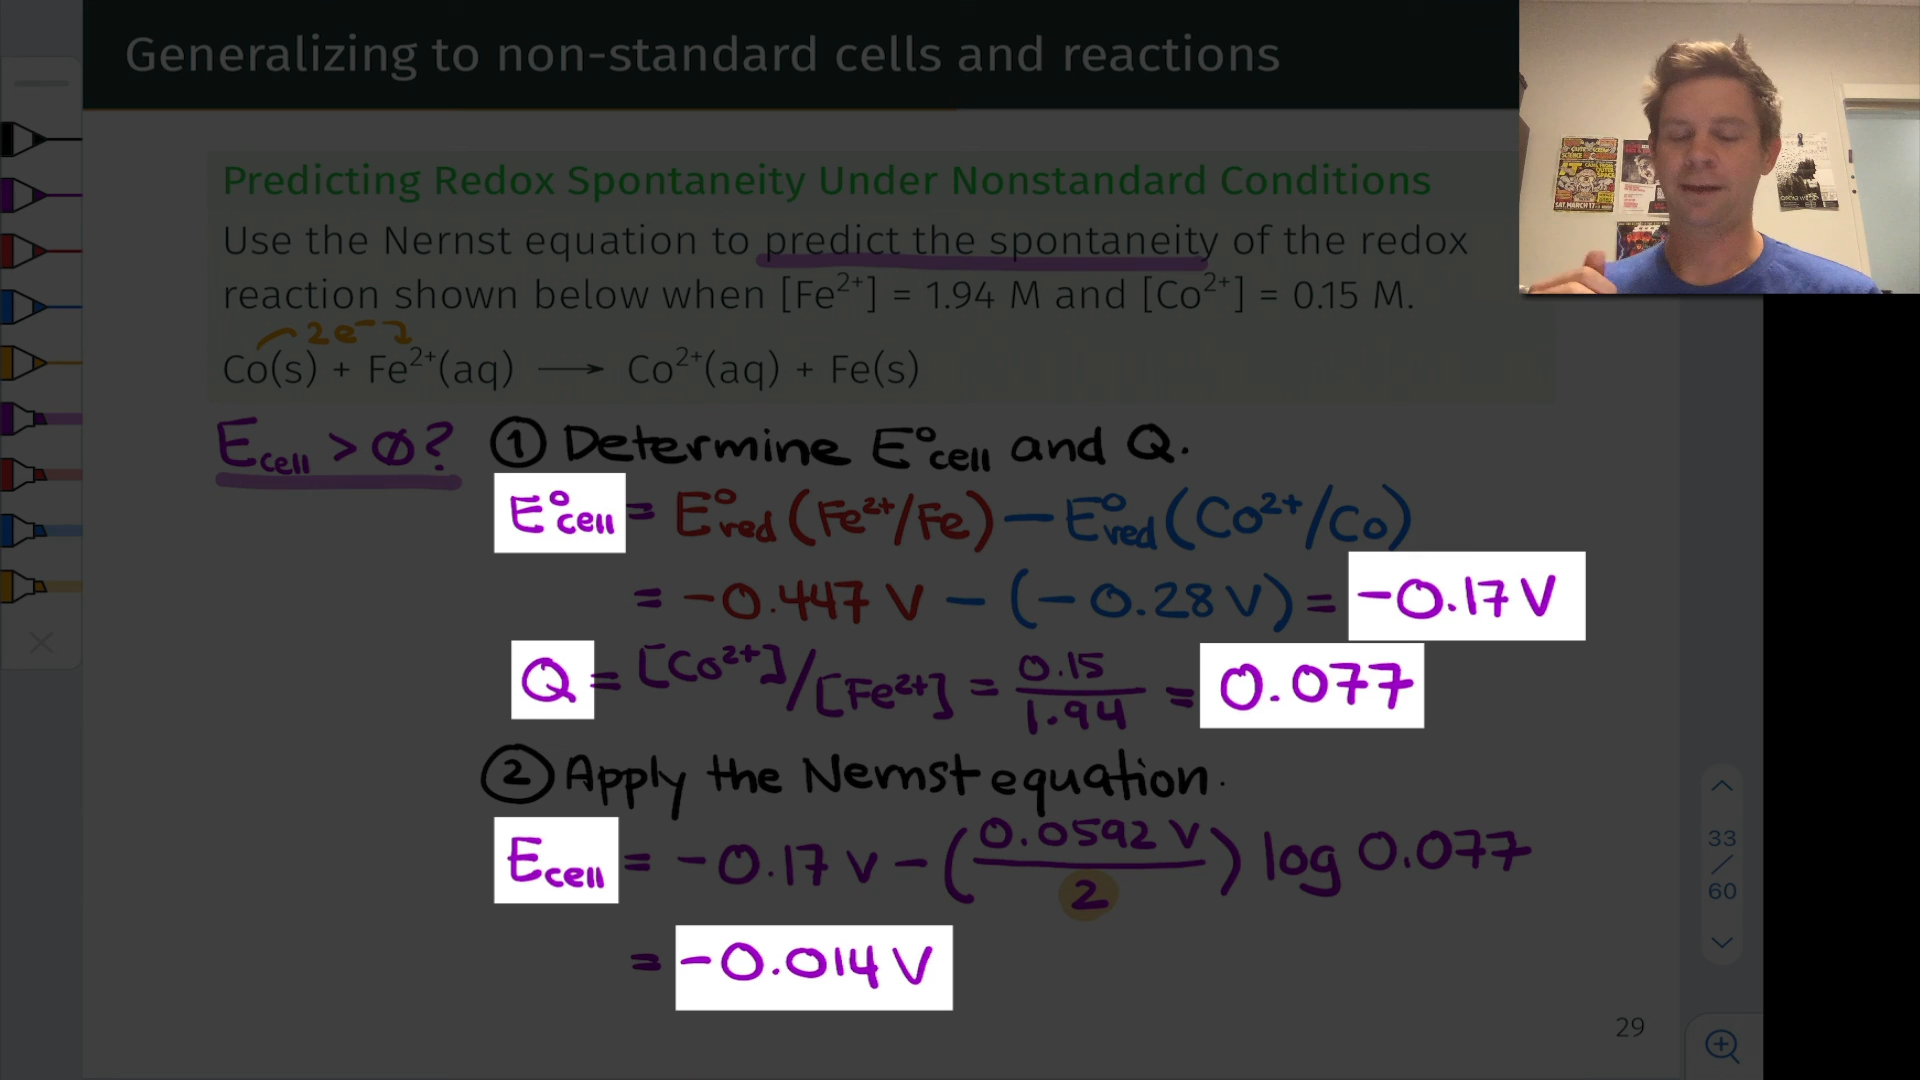 Generalizing to non-standard cells and reactions
Predicting Redox Spontaneity Under Nonstandard Conditions
Use the Nernst equation to predict the spontaneity of the redox
reaction shown below when [Fe²⁺] = 1.94 M and [Co²⁺] = 0.15 M.
2e⁻
Co(s) + Fe²⁺(aq) ⟶ Co²⁺(aq) + Fe(s)
Ecell > 0? ① Determine E°cell and Q.
E°cell = E°red (Fe²⁺/Fe) − E°red (Co²⁺/Co)
= −0.447 V − (−0.28 V) = −0.17 V
Q = [Co²⁺]/[Fe²⁺] = 0.15/1.94 = 0.077
② Apply the Nernst equation.
Ecell = −0.17 V − (0.0592 V/2) log 0.077
= −0.014 V
33
/
60
29
SAT. MARCH 17